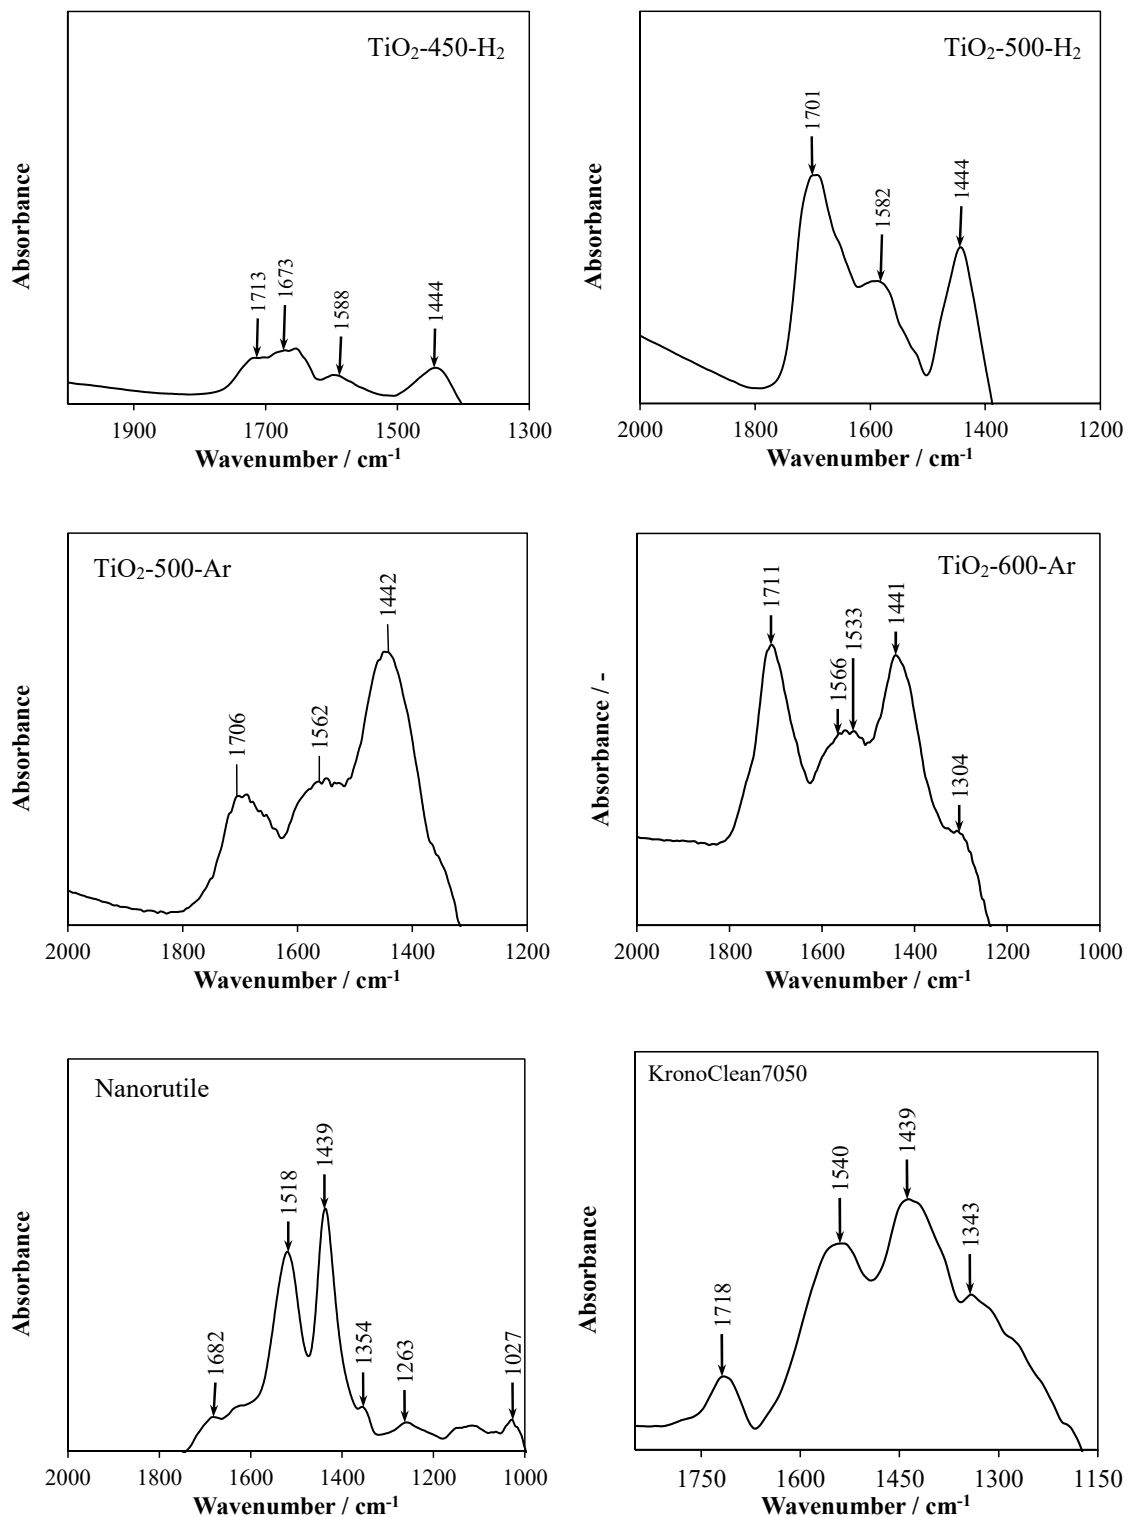 TiO₂-450-H₂
Absorbance
1713
1673
1588
1444
1900 1700 1500 1300
Wavenumber / cm⁻¹
TiO₂-500-H₂
Absorbance
1701
1582
1444
2000 1800 1600 1400 1200
Wavenumber / cm⁻¹
TiO₂-500-Ar
Absorbance
1706
1562
1442
2000 1800 1600 1400 1200
Wavenumber / cm⁻¹
TiO₂-600-Ar
Absorbance / -
1711
1566
1533
1441
1304
2000 1800 1600 1400 1200 1000
Wavenumber / cm⁻¹
Nanorutile
Absorbance
1682
1518
1439
1354
1263
1027
2000 1800 1600 1400 1200 1000
Wavenumber / cm⁻¹
KronoClean7050
Absorbance
1718
1540
1439
1343
1750 1600 1450 1300 1150
Wavenumber / cm⁻¹